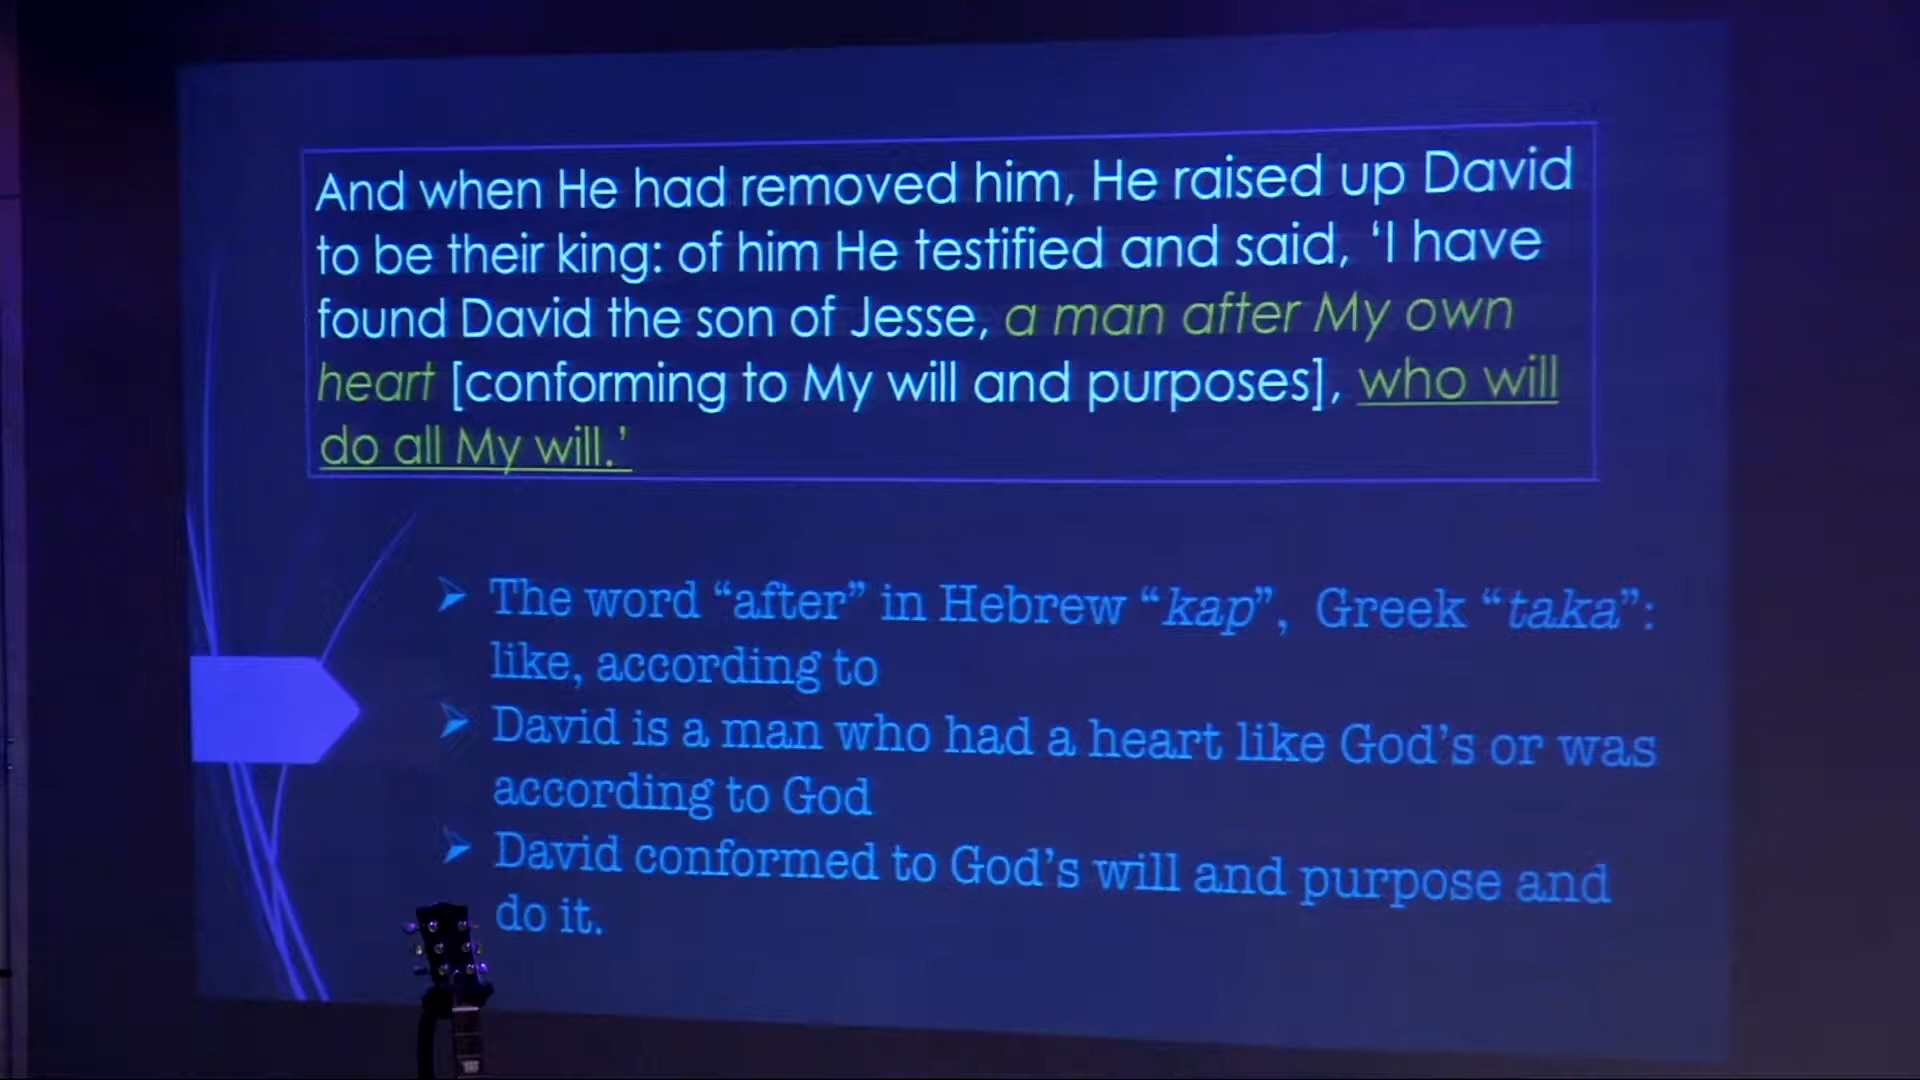 And when He had removed him, He raised up David
to be their king: of him He testified and said, ‘I have
found David the son of Jesse, a man after My own
heart [conforming to My will and purposes], who will
do all My will.’
➢ The word “after” in Hebrew “kap”, Greek “taka”:
like, according to
➢ David is a man who had a heart like God’s or was
according to God
➢ David conformed to God’s will and purpose and
do it.